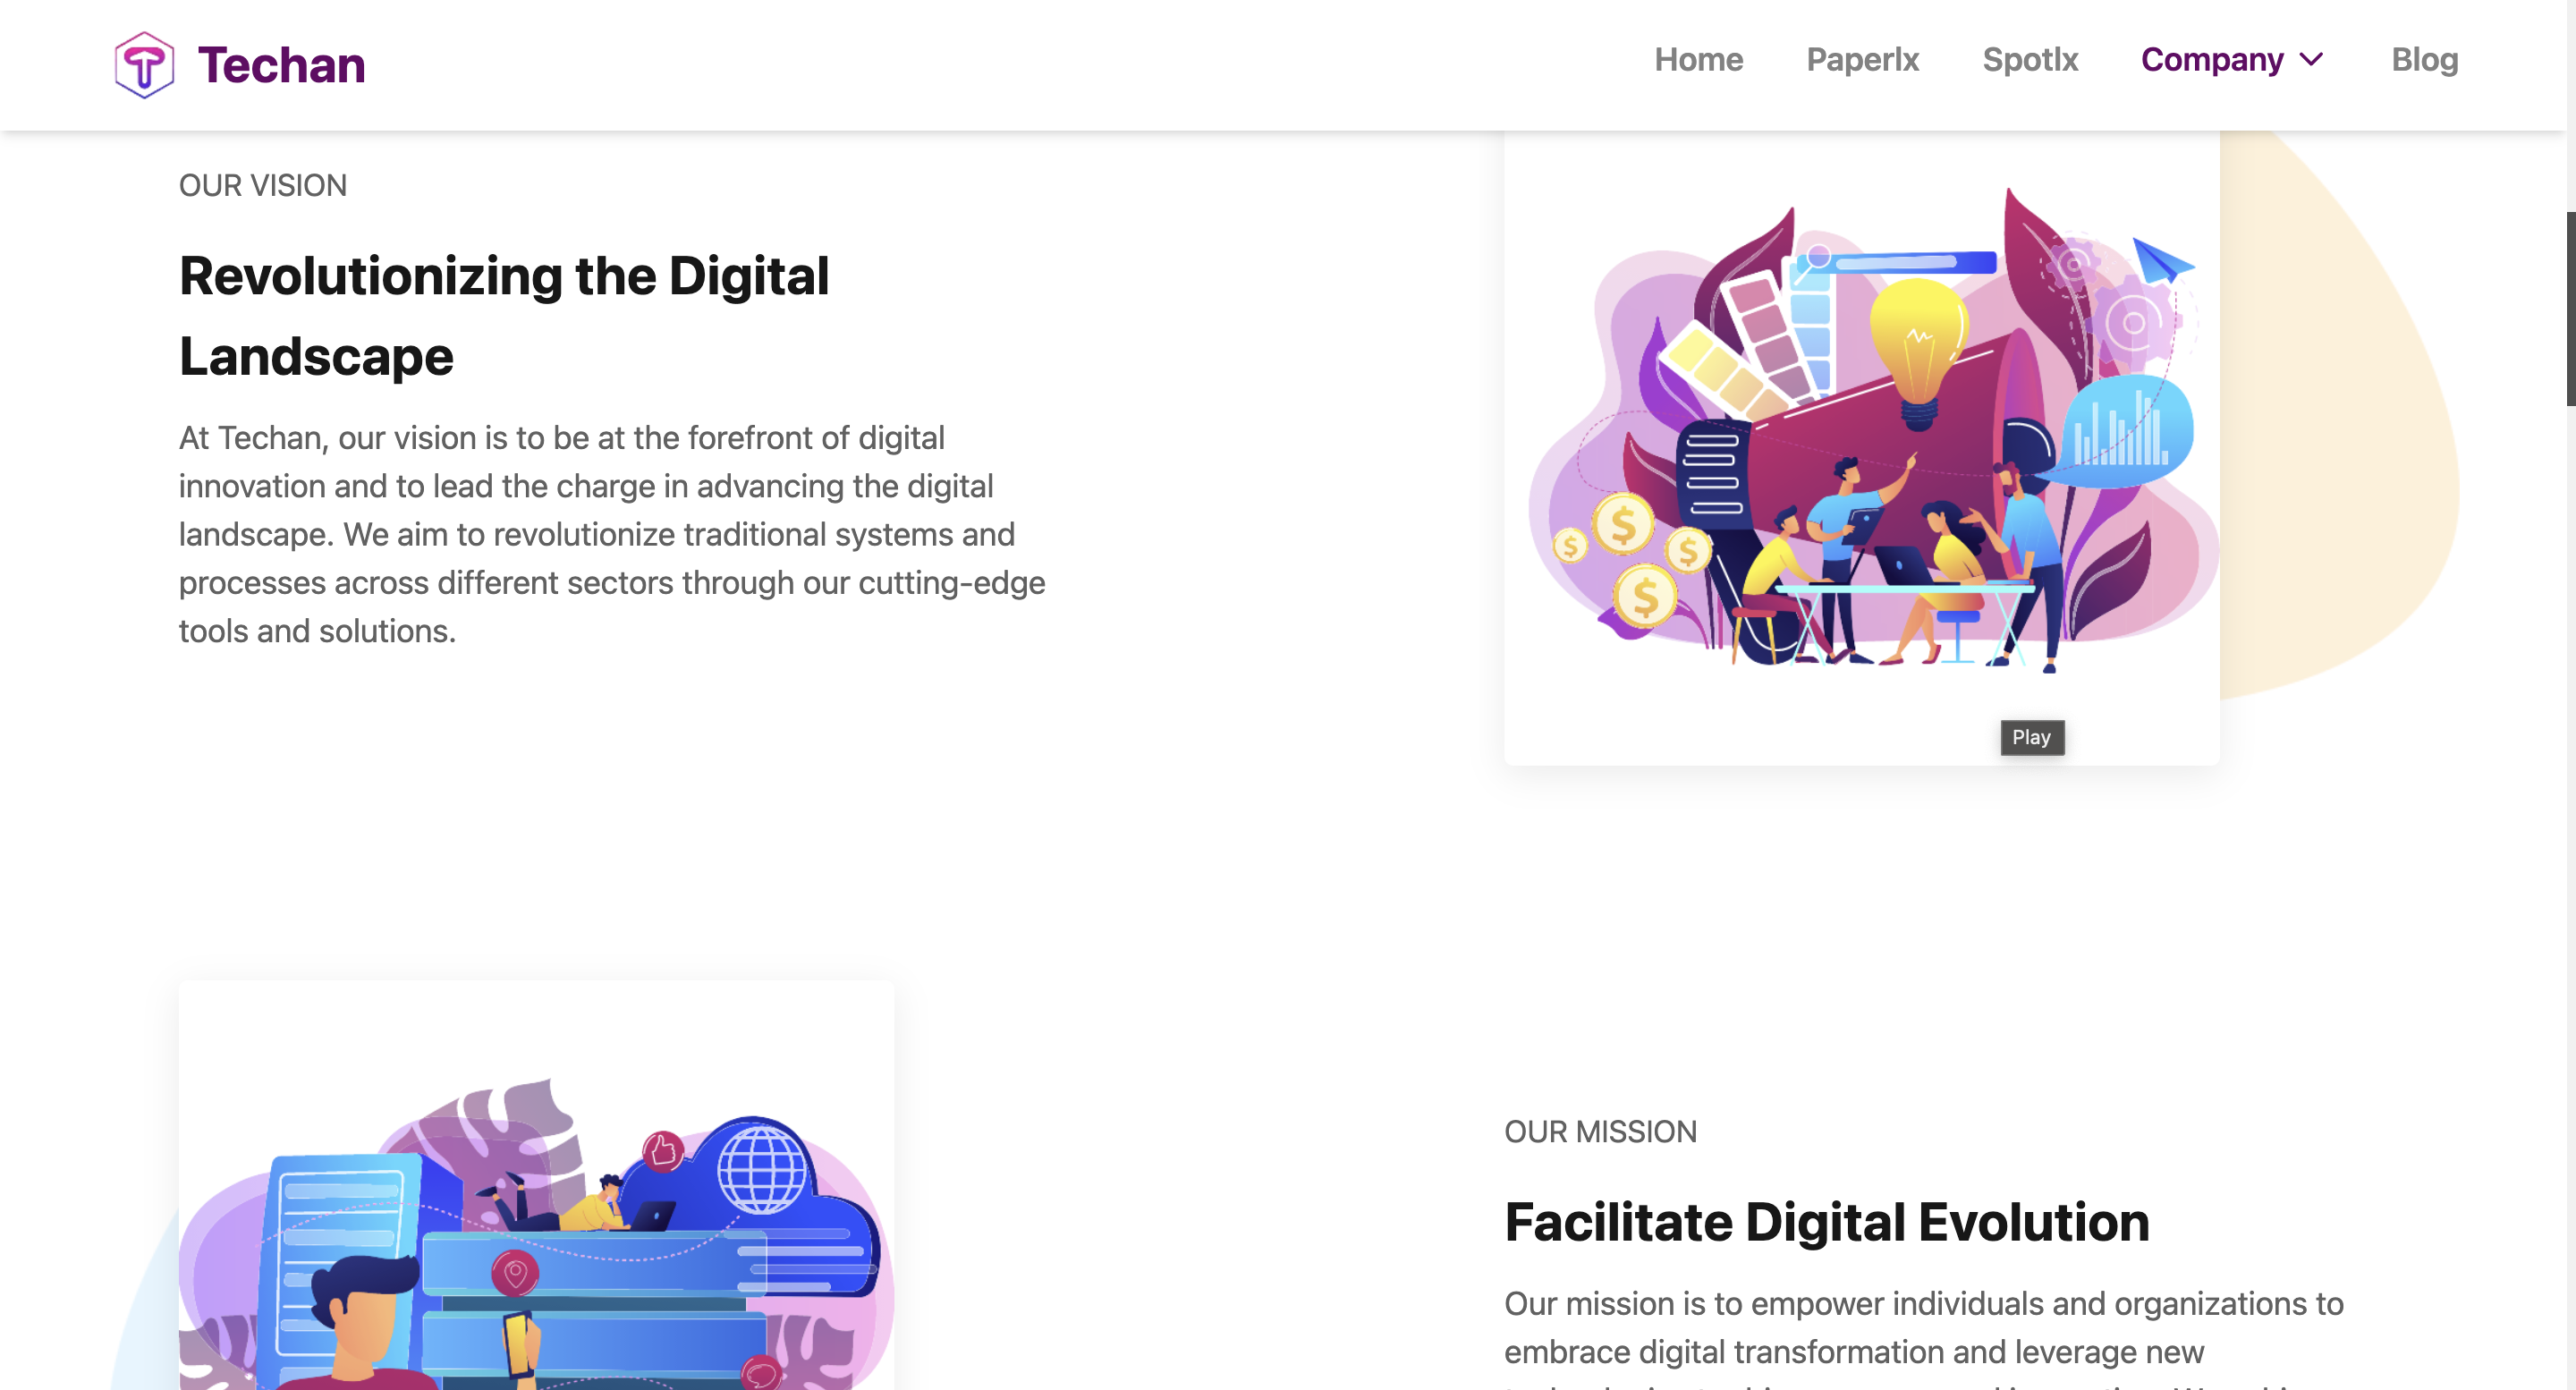 Techan
Home Paperlx Spotlx Company Blog
OUR VISION
Revolutionizing the Digital
Landscape
At Techan, our vision is to be at the forefront of digital
innovation and to lead the charge in advancing the digital
landscape. We aim to revolutionize traditional systems and
processes across different sectors through our cutting-edge
tools and solutions.
$
$
$
$
Play
OUR MISSION
Facilitate Digital Evolution
Our mission is to empower individuals and organizations to
embrace digital transformation and leverage new